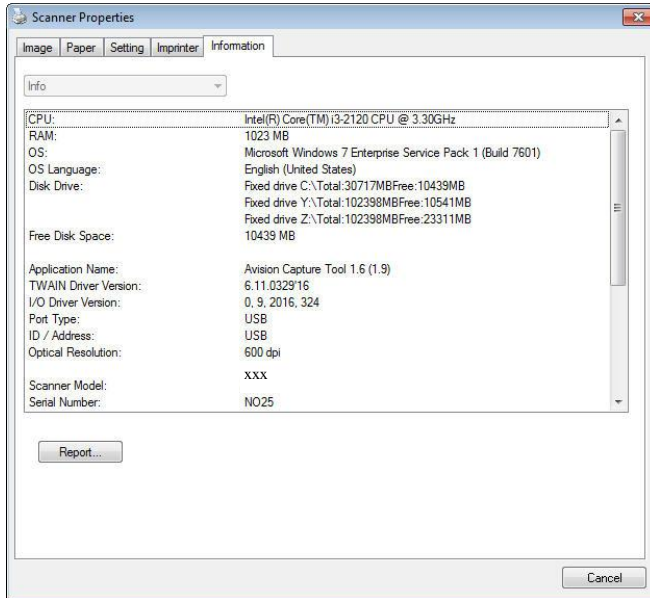 Scanner Properties
Image Paper Setting Imprinter Information
Info
CPU: Intel(R) Core(TM) i3-2120 CPU @ 3.30GHz
RAM: 1023 MB
OS: Microsoft Windows 7 Enterprise Service Pack 1 (Build 7601)
OS Language: English (United States)
Disk Drive: Fixed drive C:\Total:30717MBFree:10439MB
Fixed drive Y:\Total:102398MBFree:10541MB
Fixed drive Z:\Total:102398MBFree:23311MB
Free Disk Space: 10439 MB
Application Name: Avision Capture Tool 1.6 (1.9)
TWAIN Driver Version: 6.11.0329'16
I/O Driver Version: 0, 9, 2016, 324
Port Type: USB
ID / Address: USB
Optical Resolution: 600 dpi
Scanner Model: xxx
Serial Number: NO25
Report...
Cancel